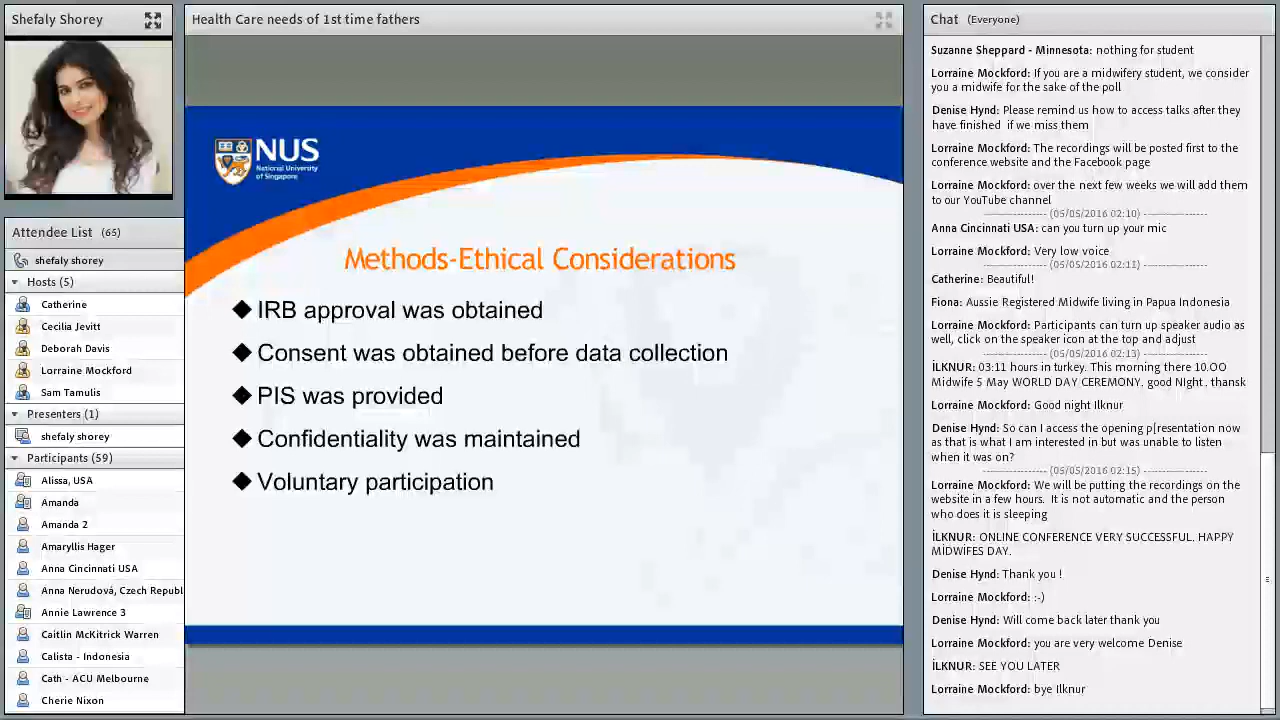 Shefaly Shorey
Attendee List (65)
shefaly shorey
Hosts (5)
Catherine
Cecilia Jevitt
Deborah Davis
Lorraine Mockford
Sam Tamulis
Presenters (1)
shefaly shorey
Participants (59)
Alissa, USA
Amanda
Amanda 2
Amaryllis Hager
Anna Cincinnati USA
Anna Nerudová, Czech Republ
Annie Lawrence 3
Caitlin McKitrick Warren
Calista - Indonesia
Cath - ACU Melbourne
Cherie Nixon
Health Care needs of 1st time fathers
NUS
National University
of Singapore
Methods-Ethical Considerations
IRB approval was obtained
Consent was obtained before data collection
PIS was provided
Confidentiality was maintained
Voluntary participation
Chat (Everyone)
Suzanne Sheppard - Minnesota: nothing for student
Lorraine Mockford: If you are a midwifery student, we consider
you a midwife for the sake of the poll
Denise Hynd: Please remind us how to access talks after they
have finished if we miss them
Lorraine Mockford: The recordings will be posted first to the
conference website and the Facebook page
Lorraine Mockford: over the next few weeks we will add them
to our YouTube channel
(05/05/2016 02:10)
Anna Cincinnati USA: can you turn up your mic
Lorraine Mockford: Very low voice
(05/05/2016 02:11)
Catherine: Beautiful!
Fiona: Aussie Registered Midwife living in Papua Indonesia
Lorraine Mockford: Participants can turn up speaker audio as
well, click on the speaker icon at the top and adjust
(05/05/2016 02:13)
İLKNUR: 03:11 hours in turkey. This morning there 10.OO
Midwife 5 May WORLD DAY CEREMONY. good NIght . thansk
Lorraine Mockford: Good night Ilknur
Denise Hynd: So can I access the opening p[resentation now
as that is what I am interested in but was unable to listen
when it was on?
(05/05/2016 02:15)
Lorraine Mockford: We will be putting the recordings on the
website in a few hours. It is not automatic and the person
who does it is sleeping
İLKNUR: ONLINE CONFERENCE VERY SUCCESSFUL. HAPPY
MİDWİFES DAY.
Denise Hynd: Thank you !
Lorraine Mockford: :-)
Denise Hynd: Will come back later thank you
Lorraine Mockford: you are very welcome Denise
İLKNUR: SEE YOU LATER
Lorraine Mockford: bye Ilknur